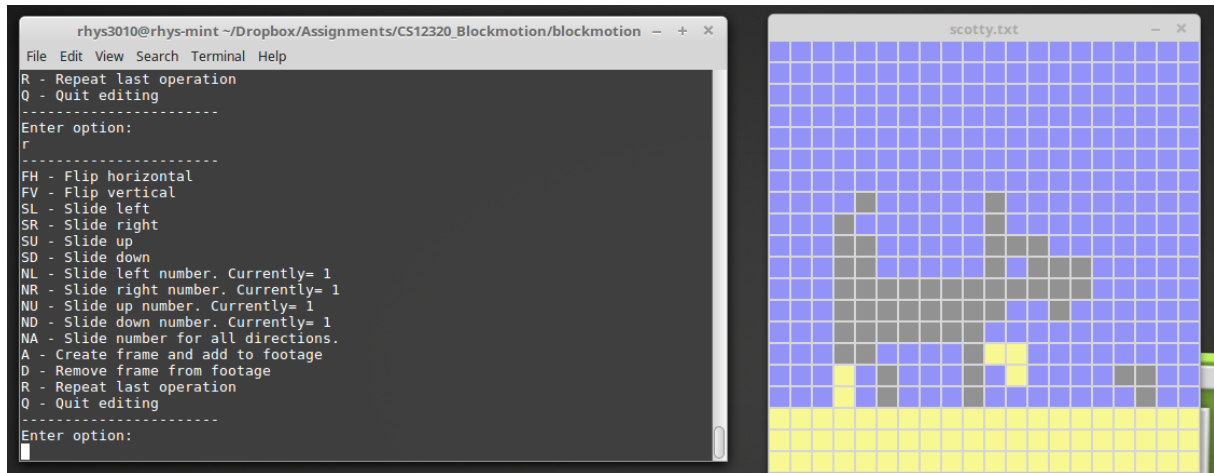 rhys3010@rhys-mint ~/Dropbox/Assignments/CS12320_Blockmotion/blockmotion
File Edit View Search Terminal Help
R - Repeat last operation
Q - Quit editing
-----------------------
Enter option:
r
-----------------------
FH - Flip horizontal
FV - Flip vertical
SL - Slide left
SR - Slide right
SU - Slide up
SD - Slide down
NL - Slide left number. Currently= 1
NR - Slide right number. Currently= 1
NU - Slide up number. Currently= 1
ND - Slide down number. Currently= 1
NA - Slide number for all directions.
A - Create frame and add to footage
D - Remove frame from footage
R - Repeat last operation
Q - Quit editing
-----------------------
Enter option:
scotty.txt